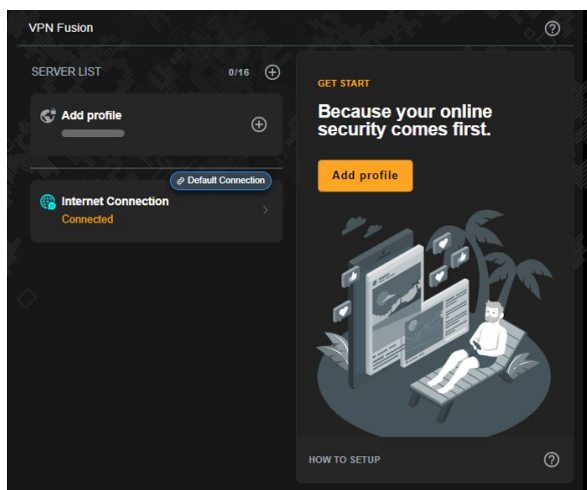 VPN Fusion
SERVER LIST 0/16
Add profile
Default Connection
Internet Connection
Connected
GET START
Because your online
security comes first.
Add profile
HOW TO SETUP